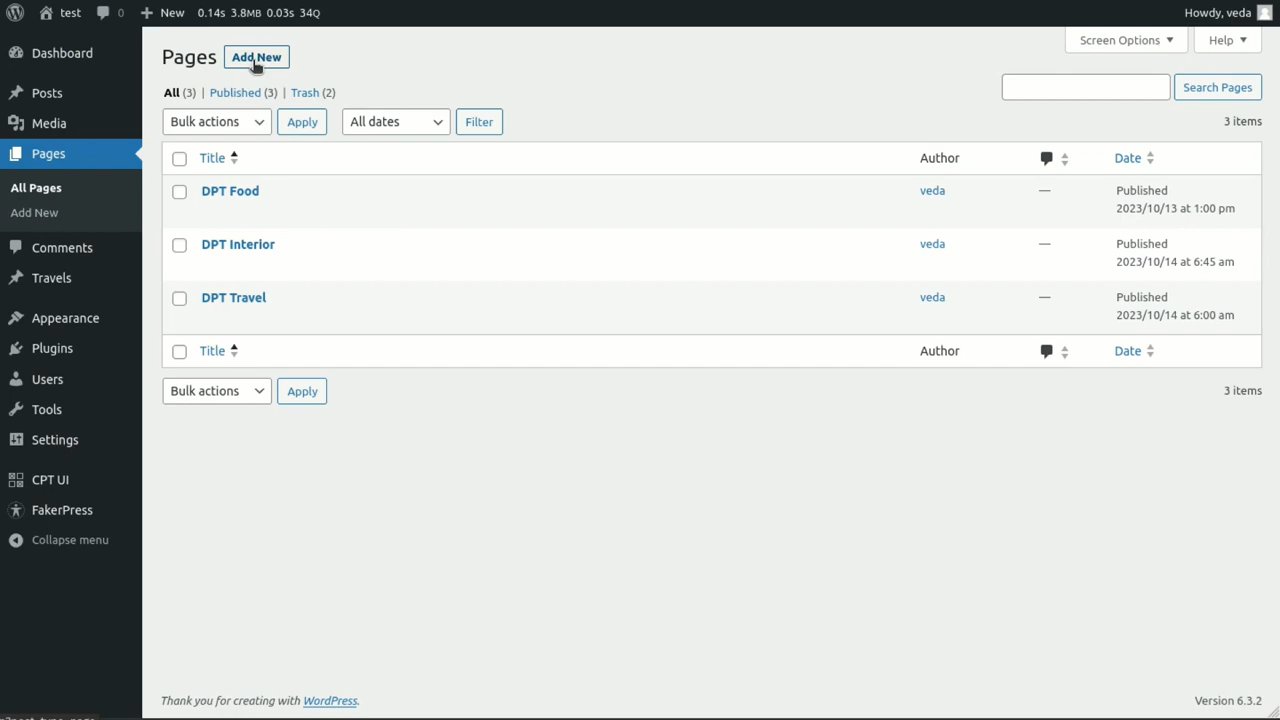 test 0 New 0.14s 3.8MB 0.03s 34Q Howdy, veda
Dashboard
Posts
Media
Pages
All Pages
Add New
Comments
Travels
Appearance
Plugins
Users
Tools
Settings
CPT UI
FakerPress
Collapse menu
Screen Options Help
Pages Add New
All (3) | Published (3) | Trash (2)
Search Pages
Bulk actions Apply All dates Filter 3 items
Title Author Date
DPT Food veda — Published
2023/10/13 at 1:00 pm
DPT Interior veda — Published
2023/10/14 at 6:45 am
DPT Travel veda — Published
2023/10/14 at 6:00 am
Title Author Date
Bulk actions Apply 3 items
Thank you for creating with WordPress. Version 6.3.2